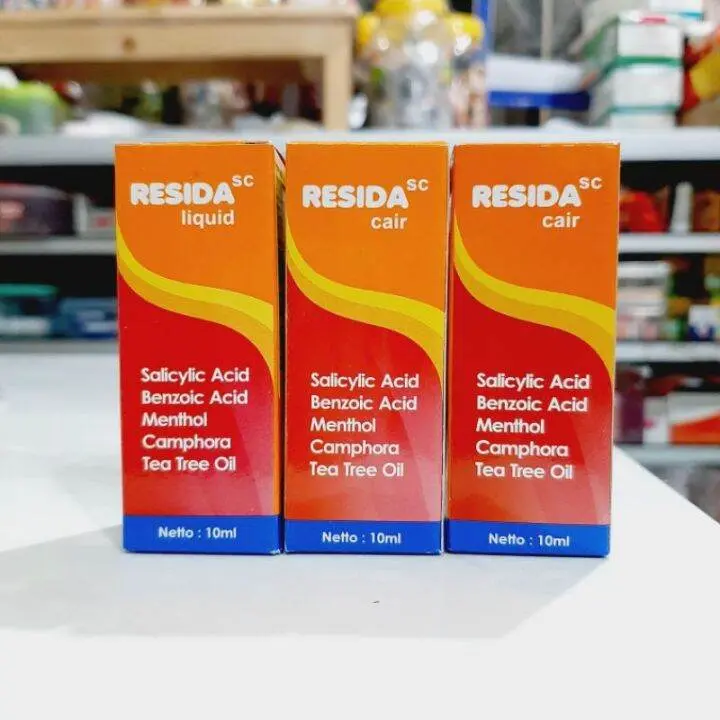 RESIDA SC
liquid
Salicylic Acid
Benzoic Acid
Menthol
Camphora
Tea Tree Oil
Netto : 10ml
RESIDA SC
cair
Salicylic Acid
Benzoic Acid
Menthol
Camphora
Tea Tree Oil
Netto : 10ml
RESIDA SC
cair
Salicylic Acid
Benzoic Acid
Menthol
Camphora
Tea Tree Oil
Netto : 10ml